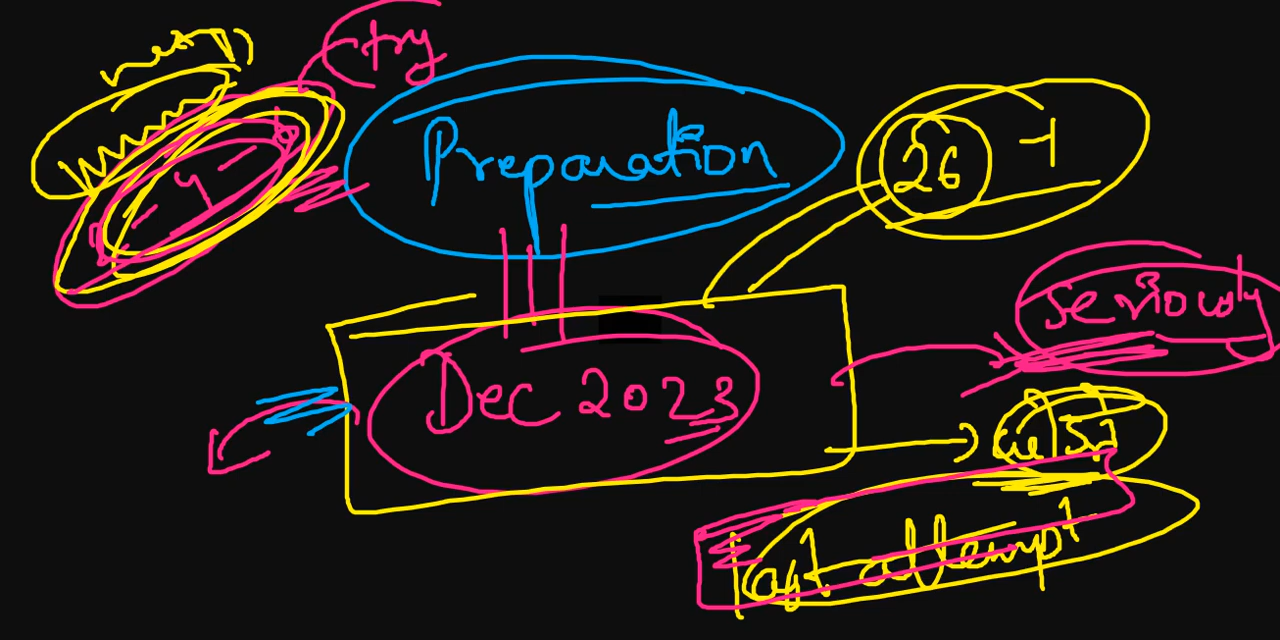 try
Preparation
26
Seriously
Dec 2023
last attempt